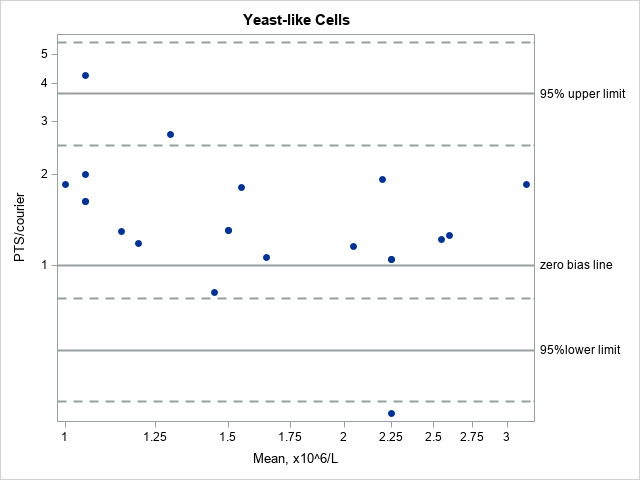 Yeast-like Cells
5
4
3
2
1
PTS/courier
95% upper limit
zero bias line
95%lower limit
1
1.25
1.5
1.75
2
2.25
2.5
2.75
3
Mean, x10^6/L